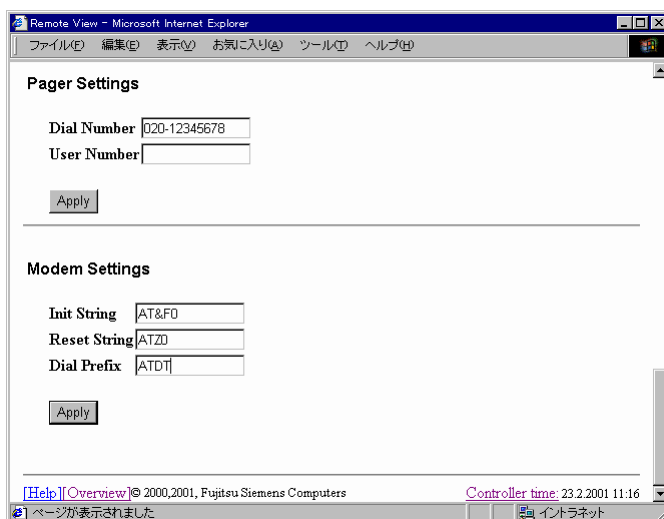 Remote View - Microsoft Internet Explorer
ファイル(F) 編集(E) 表示(V) お気に入り(A) ツール(T) ヘルプ(H)
Pager Settings
Dial Number 020-12345678
User Number
Apply
Modem Settings
Init String AT&F0
Reset String ATZ0
Dial Prefix ATDT
Apply
[Help][Overview]© 2000,2001, Fujitsu Siemens Computers Controller time: 23.2.2001 11:16
ページが表示されました イントラネット